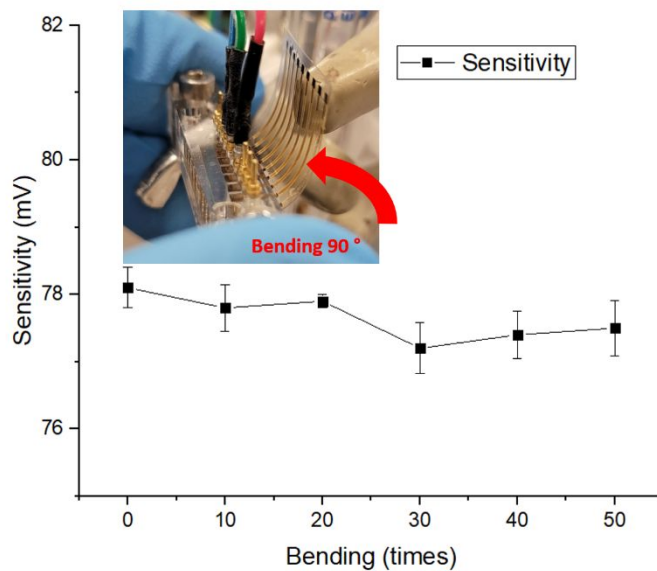 82
80
78
76
Sensitivity (mV)
Sensitivity
Bending 90 °
0 10 20 30 40 50
Bending (times)